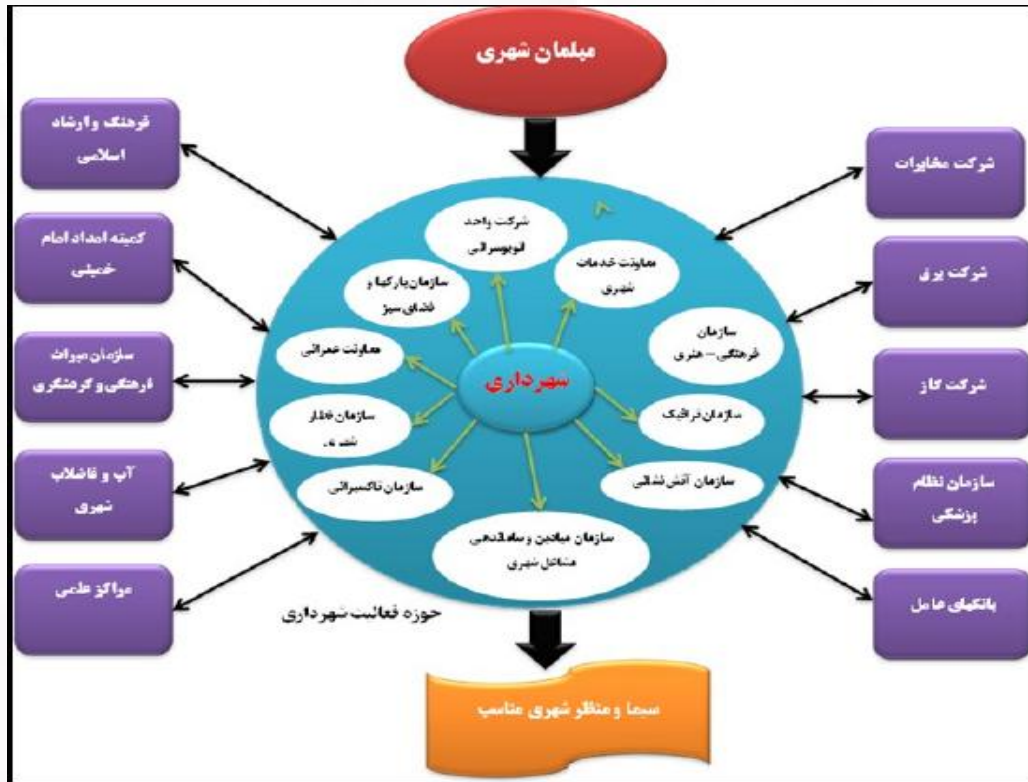 مبلمان شهری
فرهنگ و ارشاد
اسلامی
شرکت مخابرات
شرکت واحد
اتوبوسرانی
معاونت خدمات
شهری
کمیته امداد امام
خمینی
سازمان پارکها و
فضای سبز
شرکت برق
معاونت عمرانی
سازمان
فرهنگی – هنری
سازمان میراث
فرهنگی و گردشگری
شهرداری
شرکت گاز
سازمان قطار
سازمان ترافیک
آب و فاضلاب
شهری
سازمان تاکسیرانی
سازمان آتش نشانی
سازمان نظام
پزشکی
سازمان میادین و ساماندهی
مشاغل شهری
مراکز علمی
بانکهای عامل
حوزه فعالیت شهرداری
سیما و منظر شهری مناسب